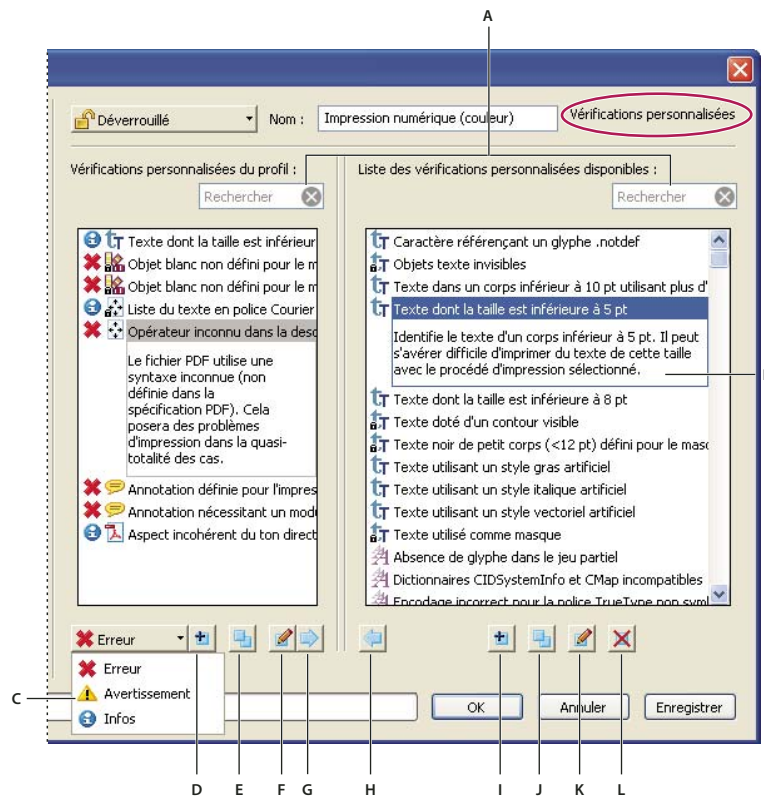 A
Déverrouillé
Nom :
Impression numérique (couleur)
Vérifications personnalisées
Vérifications personnalisées du profil :
Liste des vérifications personnalisées disponibles :
Rechercher
Rechercher
Texte dont la taille est inférieur
Objet blanc non défini pour le m
Objet blanc non défini pour le m
Liste du texte en police Courier
Opérateur inconnu dans la desc
Le fichier PDF utilise une
syntaxe inconnue (non
définie dans la
spécification PDF). Cela
posera des problèmes
d'impression dans la quasi-
totalité des cas.
Annotation définie pour l'impres
Annotation nécessitant un modu
Aspect incohérent du ton direct
Caractère référençant un glyphe .notdef
Objets texte invisibles
Texte dans un corps inférieur à 10 pt utilisant plus d'
Texte dont la taille est inférieure à 5 pt
Identifie le texte d'un corps inférieur à 5 pt. Il peut
s'avérer difficile d'imprimer du texte de cette taille
avec le procédé d'impression sélectionné.
Texte dont la taille est inférieure à 8 pt
Texte doté d'un contour visible
Texte noir de petit corps (<12 pt) défini pour le masq
Texte utilisant un style gras artificiel
Texte utilisant un style italique artificiel
Texte utilisant un style vectoriel artificiel
Texte utilisé comme masque
Absence de glyphe dans le jeu partiel
Dictionnaires CIDSystemInfo et CMap incompatibles
Encodage incorrect pour la police TrueType non symb
Erreur
Erreur
Avertissement
Infos
C
OK
Annuler
Enregistrer
D
E
F
G
H
I
J
K
L